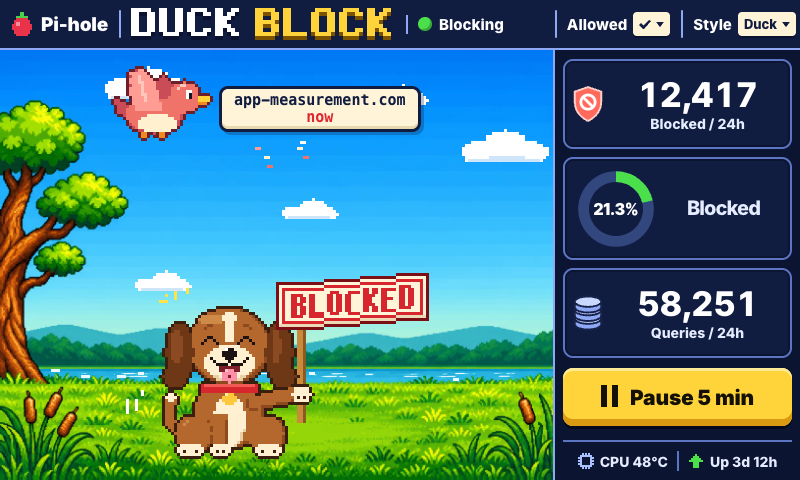 Pi-hole
DUCK BLOCK
Blocking
Allowed
Style
Duck
app-measurement.com
now
BLOCKED
12,417
Blocked / 24h
21.3%
Blocked
58,251
Queries / 24h
Pause 5 min
CPU 48°C
Up 3d 12h